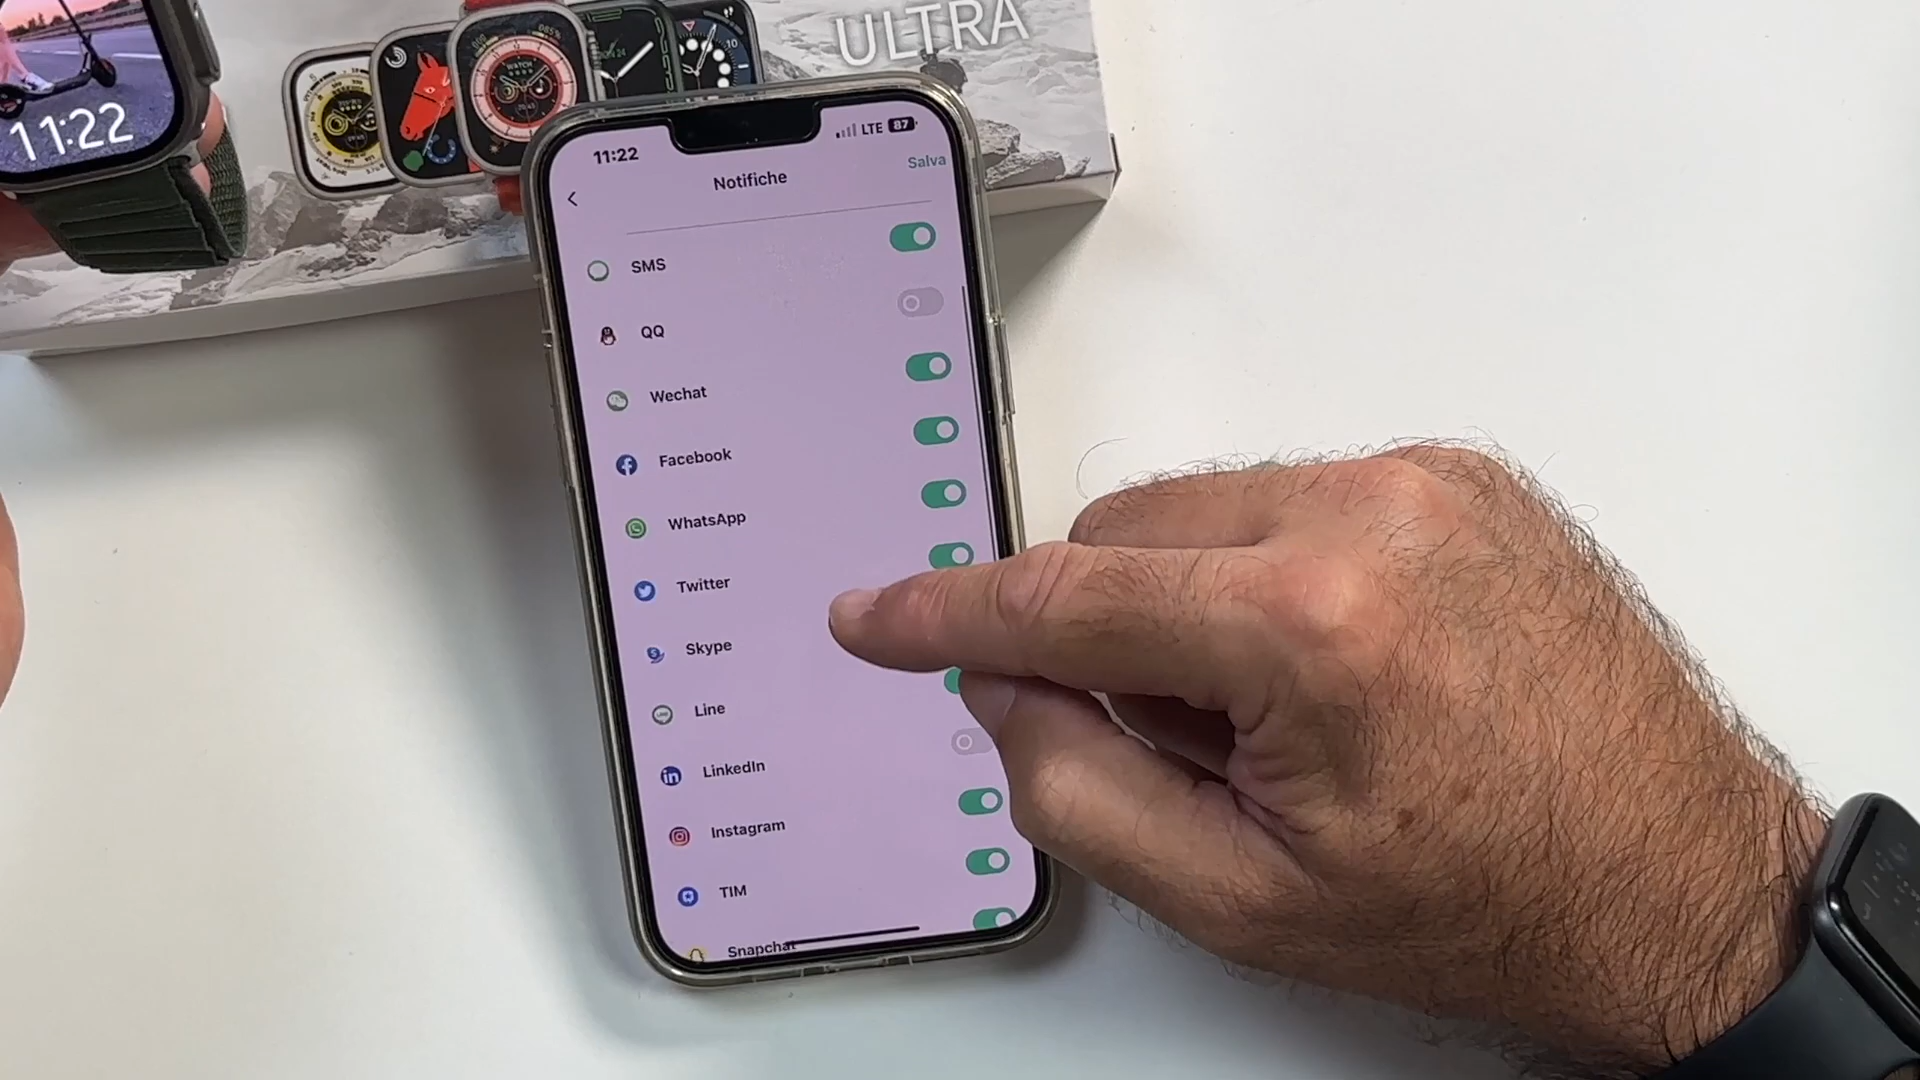 ULTRA
11:22
11:22
LTE 87
Salva
Notifiche
SMS
QQ
Wechat
Facebook
WhatsApp
Twitter
Skype
Line
LinkedIn
Instagram
TIM
Snapchat